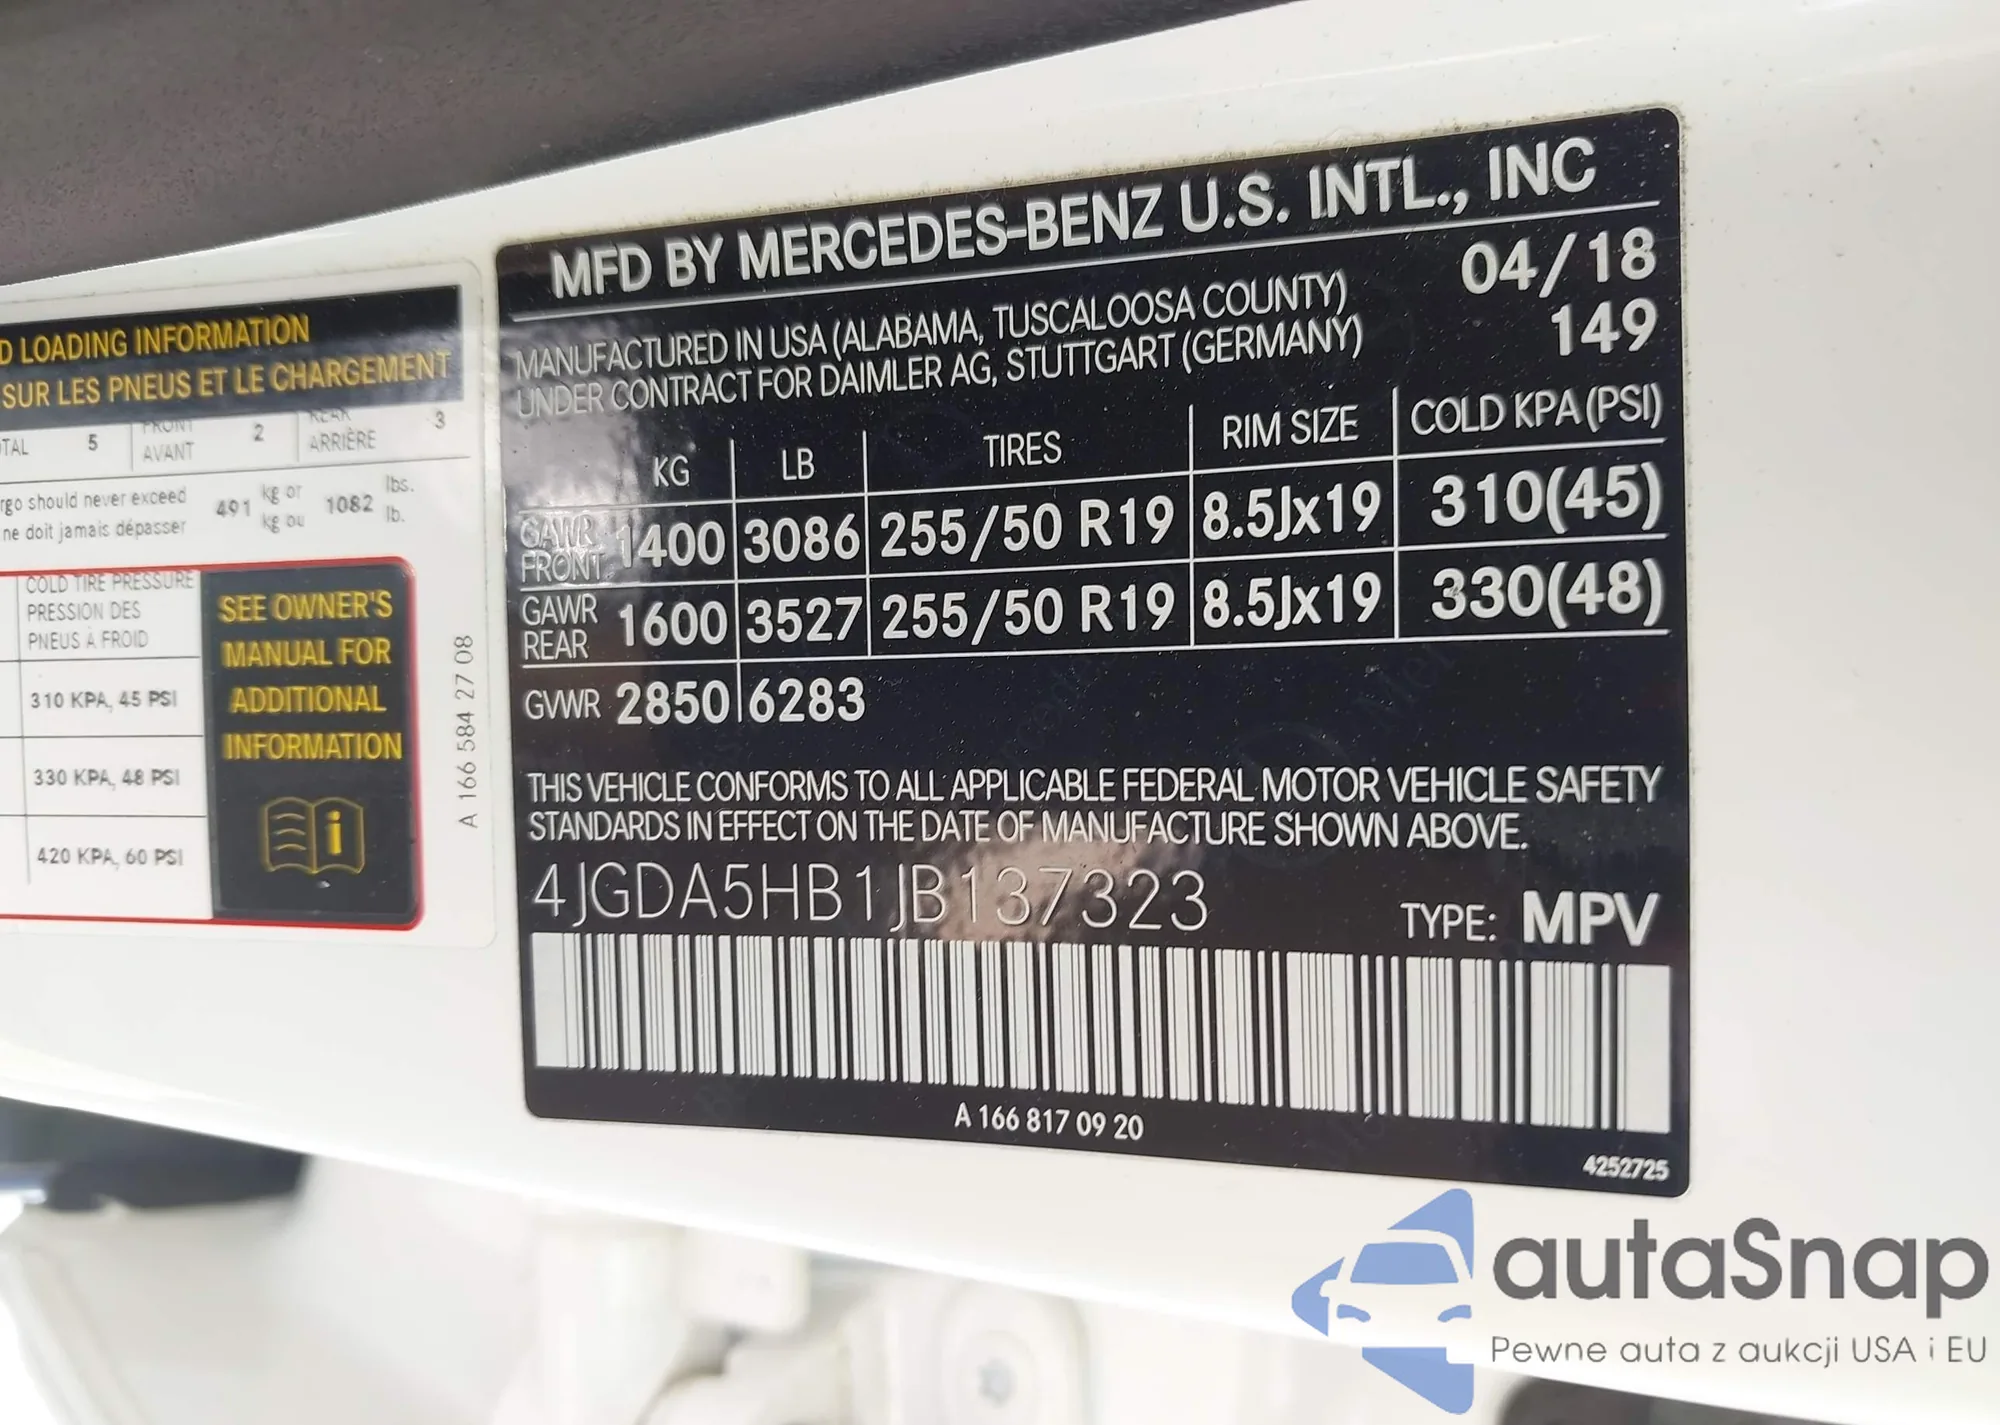 D LOADING INFORMATION
SUR LES PNEUS ET LE CHARGEMENT
5
FRONT
AVANT
2
REAR
ARRIÈRE
3
should never exceed
ne doit jamais dépasser
491
kg or
kg ou
1082
lbs.
lb.
COLD TIRE PRESSURE
PRESSION DES
PNEUS À FROID
310 KPA, 45 PSI
330 KPA, 48 PSI
420 KPA, 60 PSI
SEE OWNER'S
MANUAL FOR
ADDITIONAL
INFORMATION
A 166 584 27 08
MFD BY MERCEDES-BENZ U.S. INTL., INC
04/18
MANUFACTURED IN USA (ALABAMA, TUSCALOOSA COUNTY)
UNDER CONTRACT FOR DAIMLER AG, STUTTGART (GERMANY)
149
KG LB TIRES RIM SIZE COLD KPA (PSI)
GAWR
FRONT 1400 3086 255/50 R19 8.5Jx19 310(45)
GAWR
REAR 1600 3527 255/50 R19 8.5Jx19 330(48)
GVWR 2850 6283
THIS VEHICLE CONFORMS TO ALL APPLICABLE FEDERAL MOTOR VEHICLE SAFETY
STANDARDS IN EFFECT ON THE DATE OF MANUFACTURE SHOWN ABOVE.
4JGDA5HB1JB137323
TYPE: MPV
A 166 817 09 20
4252725
autaSnap
Pewne auta z aukcji USA i EU